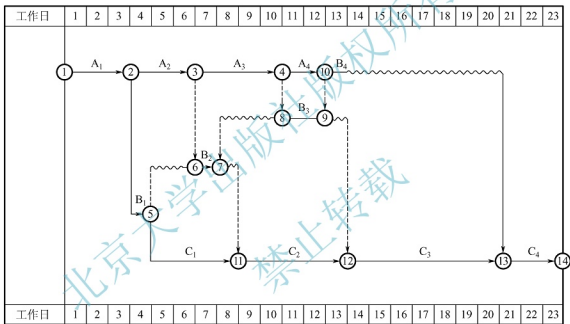 工作日 1 2 3 4 5 6 7 8 9 10 11 12 13 14 15 16 17 18 19 20 21 22 23
A₁ A₂ A₃ A₄ B₄
1 2 3 4 10
B₃
8 9
B₂
6 7
B₁
5
C₁ C₂ C₃ C₄
11 12 13 14
工作日 1 2 3 4 5 6 7 8 9 10 11 12 13 14 15 16 17 18 19 20 21 22 23
北京大学出版社版权所有
禁止转载